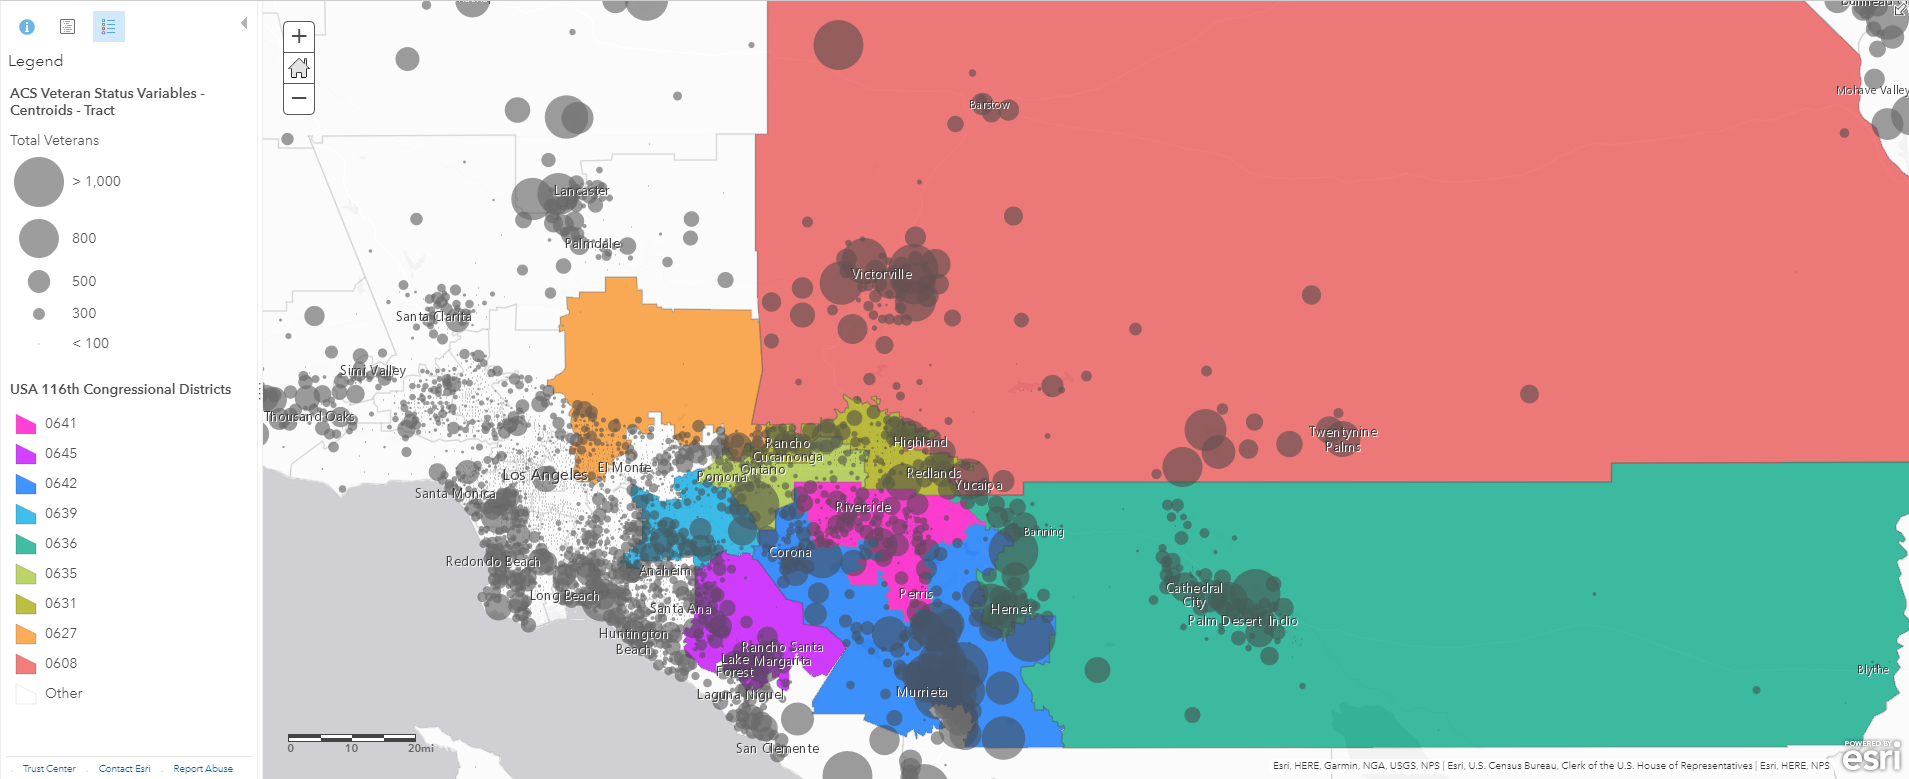 Legend
ACS Veteran Status Variables -
Centroids - Tract
Total Veterans
> 1,000
800
500
300
< 100
USA 116th Congressional Districts
0641
0645
0642
0639
0636
0635
0631
0627
0608
Other
Trust Center . Contact Esri . Report Abuse
+
−
Mohave Valley
Barstow
Lancaster
Palmdale
Victorville
Santa Clarita
Simi Valley
Thousand Oaks
Twentynine
Palms
Rancho
Cucamonga
Highland
Ontario
El Monte
Los Angeles
Pomona
Redlands
Yucaipa
Santa Monica
Riverside
Banning
Corona
Redondo Beach
Anaheim
Cathedral
City
Long Beach
Perris
Santa Ana
Hemet
Palm Desert
Indio
Huntington
Beach
Rancho Santa
Margarita
Lake
Forest
Blythe
Laguna Niguel
Murrieta
San Clemente
0 10 20mi
POWERED BY
esri
Esri, HERE, Garmin, NGA, USGS, NPS | Esri, U.S. Census Bureau, Clerk of the U.S. House of Representatives | Esri, HERE, NPS